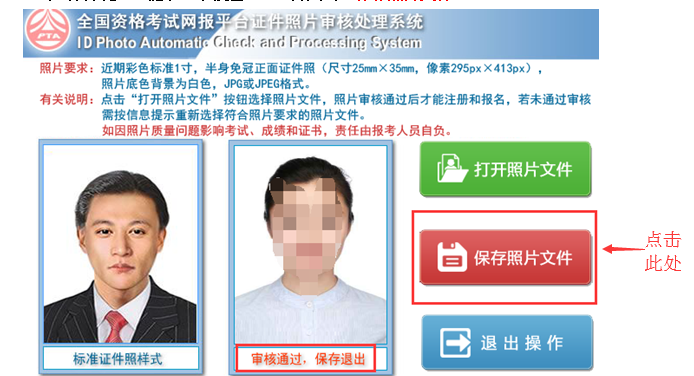 全国资格考试网报平台证件照片审核处理系统
ID Photo Automatic Check and Processing System
照片要求：近期彩色标准1寸，半身免冠正面证件照（尺寸25mm×35mm，像素295px×413px），
照片底色背景为白色，JPG或JPEG格式。
有关说明：点击“打开照片文件”按钮选择照片文件，照片审核通过后才能注册和报名，若未通过审核
需按信息提示重新选择符合照片要求的照片文件。
如因照片质量问题影响考试、成绩和证书，责任由报考人员自负。
打开照片文件
保存照片文件
点击
此处
退出操作
标准证件照样式
审核通过，保存退出